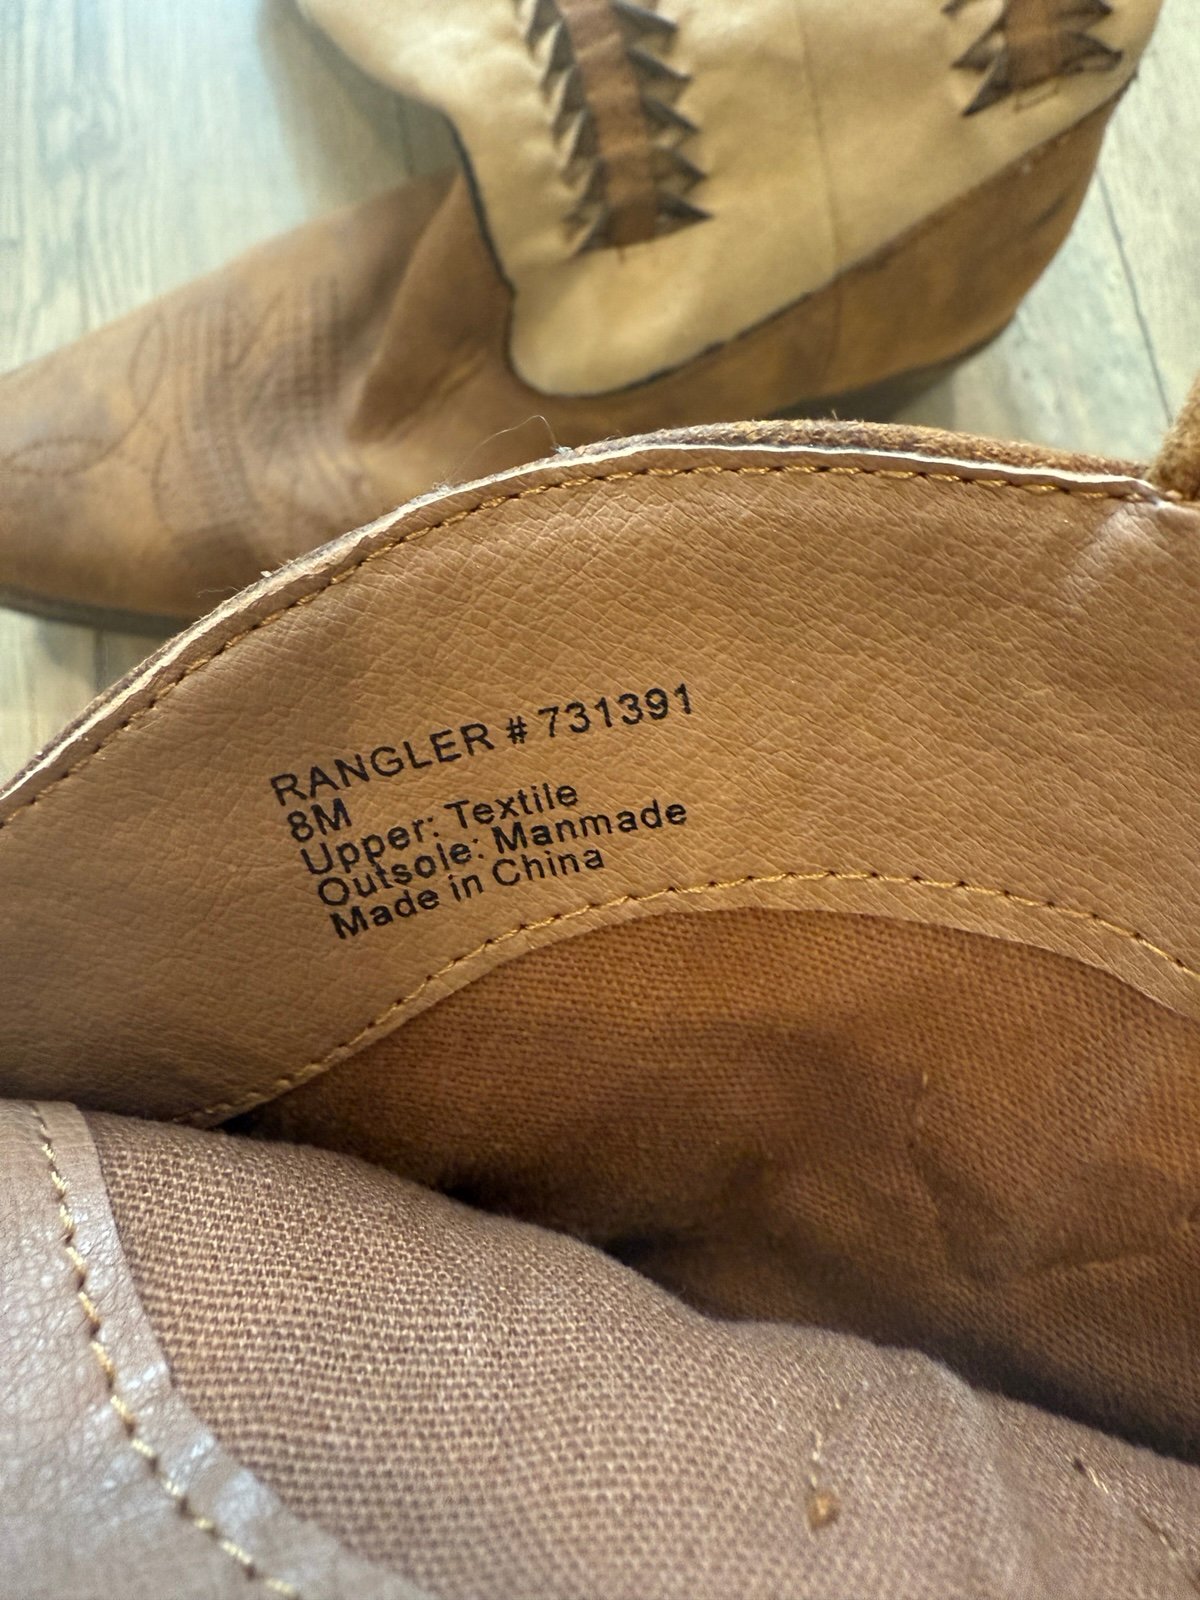 RANGLER # 731391
8M
Upper: Textile
Outsole: Manmade
Made in China